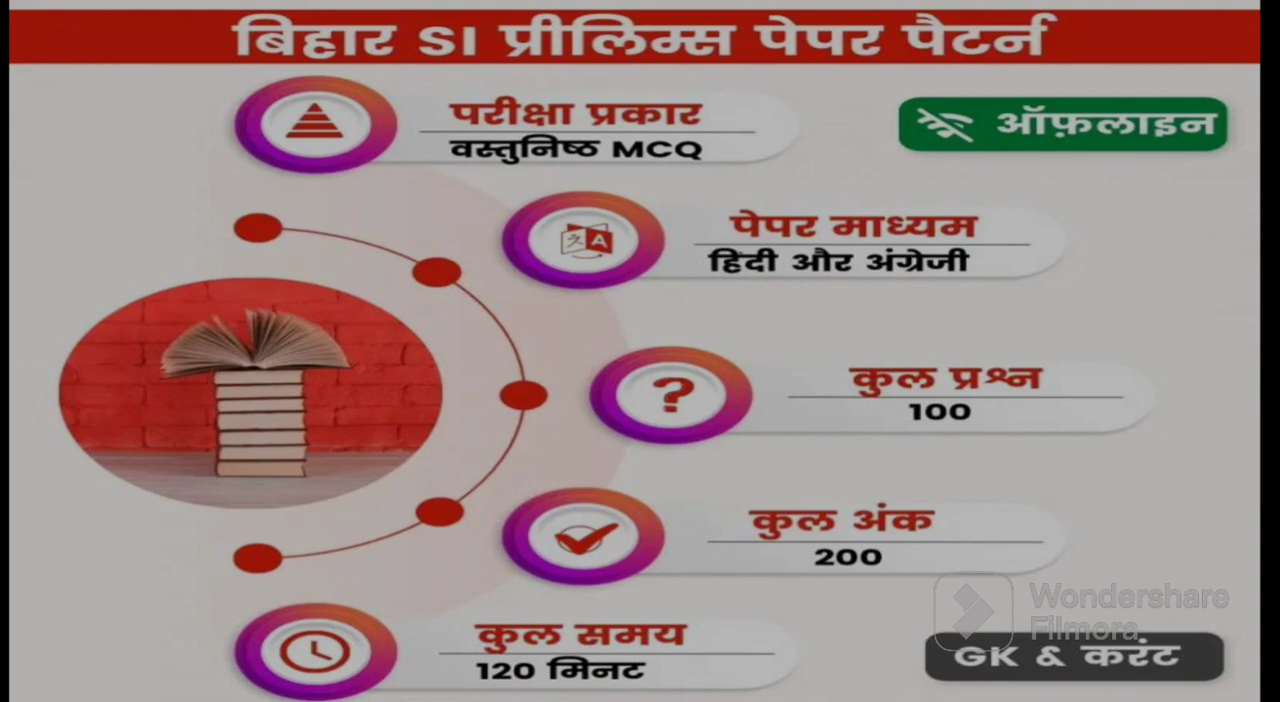 बिहार SI प्रीलिम्स पेपर पैटर्न
परीक्षा प्रकार
वस्तुनिष्ठ MCQ
ऑफ़लाइन
पेपर माध्यम
हिंदी और अंग्रेजी
कुल प्रश्न
100
कुल अंक
200
कुल समय
120 मिनट
Wondershare
Filmora
GK & करंट